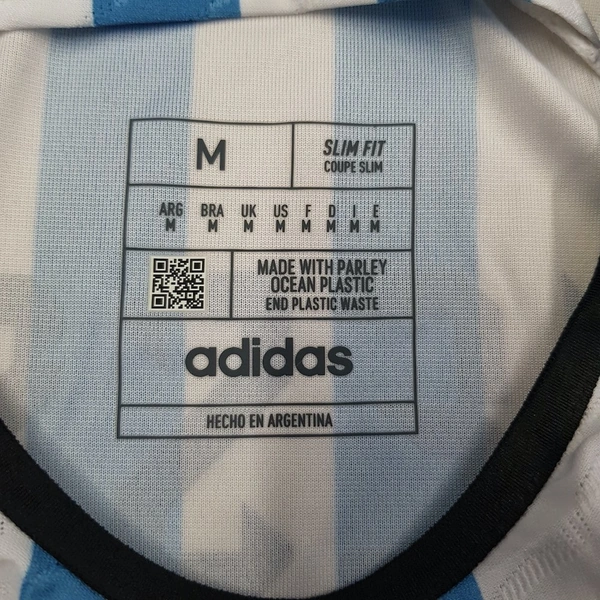 M
SLIM FIT
COUPE SLIM
ARG BRA UK US F D I E
M M M M M M M M
MADE WITH PARLEY
OCEAN PLASTIC
END PLASTIC WASTE
adidas
HECHO EN ARGENTINA